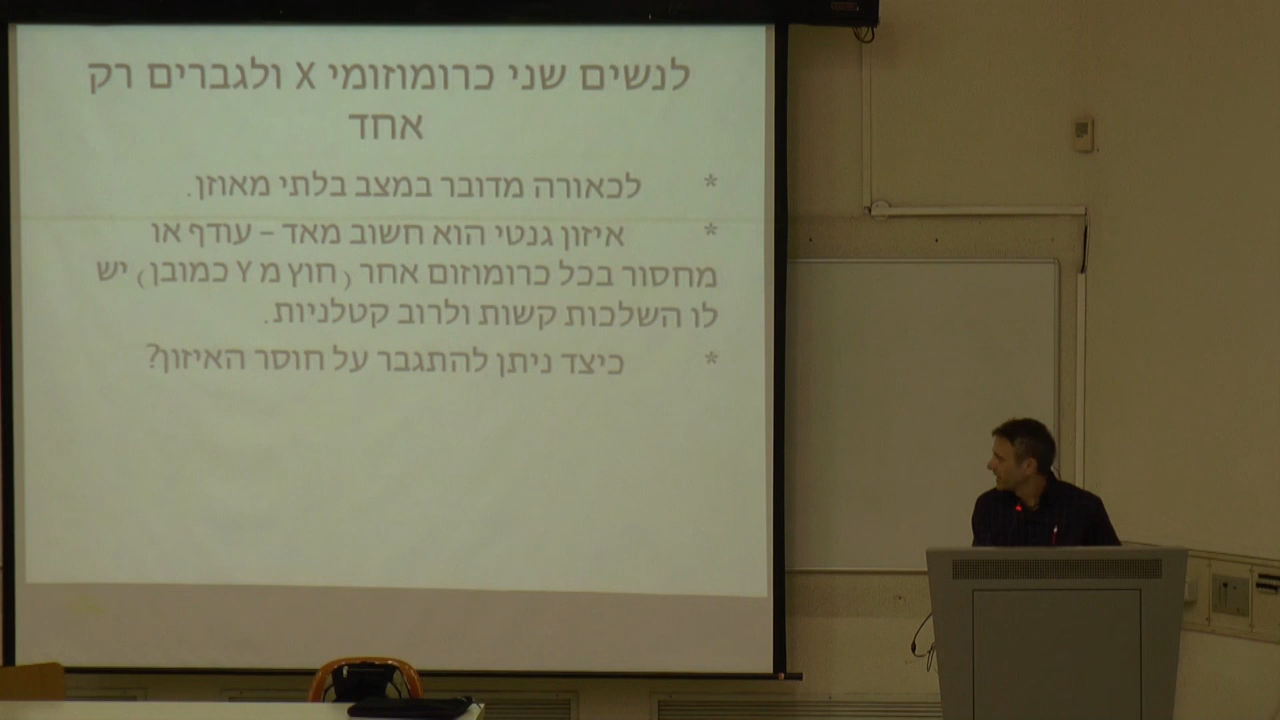 לנשים שני כרומוזומי X ולגברים רק
אחד
* לכאורה מדובר במצב בלתי מאוזן.
* איזון גנטי הוא חשוב מאד – עודף או
מחסור בכל כרומוזום אחר (חוץ מ Y כמובן) יש
לו השלכות קשות ולרוב קטלניות.
* כיצד ניתן להתגבר על חוסר האיזון?